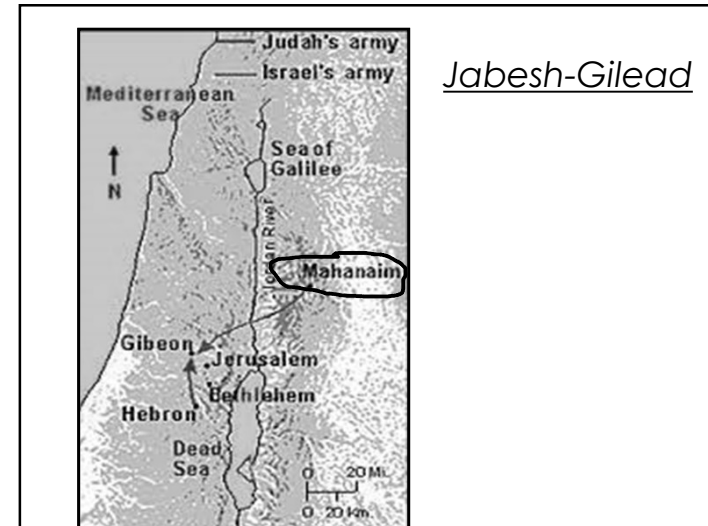 Judah's army
Israel's army
Jabesh-Gilead
Mediterranean
Sea
Sea of
Galilee
N
Jordan River
Mahanaim
Gibeon
Jerusalem
Bethlehem
Hebron
Dead
Sea
0 20 Mi.
0 20 Km.